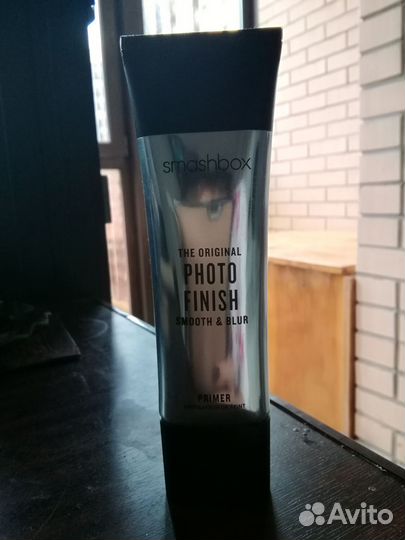 smashbox
THE ORIGINAL
PHOTO
FINISH
SMOOTH & BLUR
PRIMER
Avito